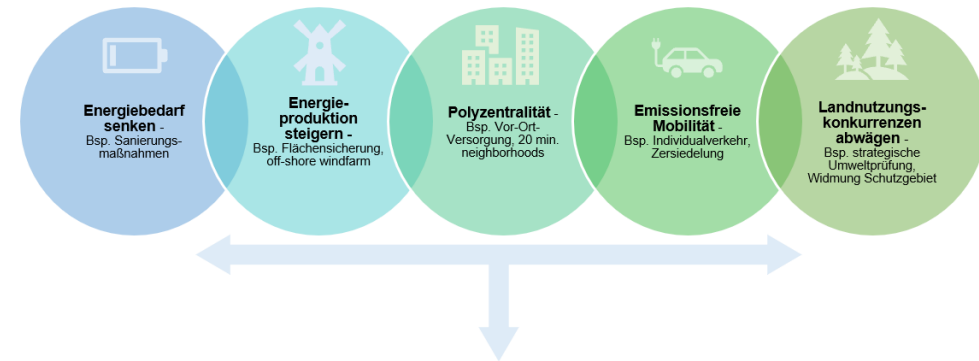 Energiebedarf
senken -
Bsp. Sanierungs-
maßnahmen
Energie-
produktion
steigern -
Bsp. Flächensicherung,
off-shore windfarm
Polyzentralität -
Bsp. Vor-Ort-
Versorgung, 20 min.
neighborhoods
Emissionsfreie
Mobilität -
Bsp. Individualverkehr,
Zersiedelung
Landnutzungs-
konkurrenzen
abwägen -
Bsp. strategische
Umweltprüfung,
Widmung Schutzgebiet